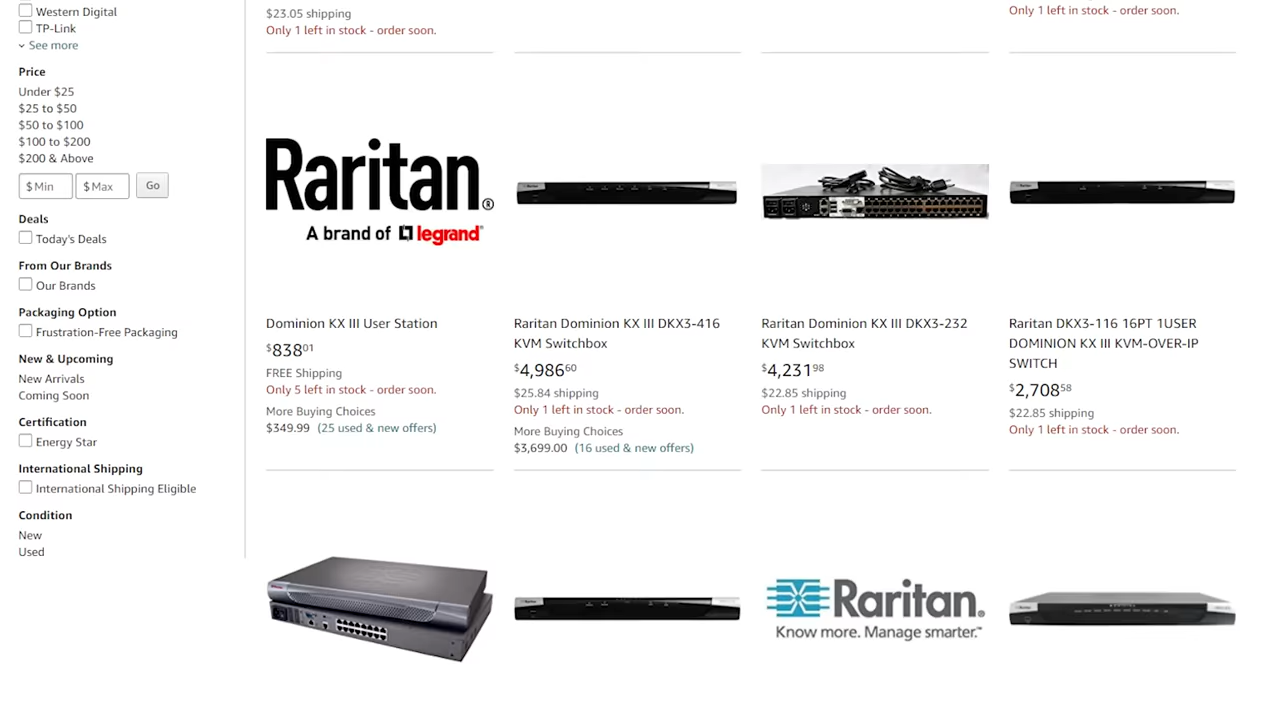 Western Digital
TP-Link
See more
Price
Under $25
$25 to $50
$50 to $100
$100 to $200
$200 & Above
$ Min
$ Max
Go
Deals
Today's Deals
From Our Brands
Our Brands
Packaging Option
Frustration-Free Packaging
New & Upcoming
New Arrivals
Coming Soon
Certification
Energy Star
International Shipping
International Shipping Eligible
Condition
New
Used
$23.05 shipping
Only 1 left in stock - order soon.
Only 1 left in stock - order soon.
Raritan®
A brand of legrand®
Dominion KX III User Station
$838 01
FREE Shipping
Only 5 left in stock - order soon.
More Buying Choices
$349.99 (25 used & new offers)
Raritan Dominion KX III DKX3-416
KVM Switchbox
$4,986 60
$25.84 shipping
Only 1 left in stock - order soon.
More Buying Choices
$3,699.00 (16 used & new offers)
Raritan Dominion KX III DKX3-232
KVM Switchbox
$4,231 98
$22.85 shipping
Only 1 left in stock - order soon.
Raritan DKX3-116 16PT 1USER
DOMINION KX III KVM-OVER-IP
SWITCH
$2,708 58
$22.85 shipping
Only 1 left in stock - order soon.
Raritan.
Know more. Manage smarter.™